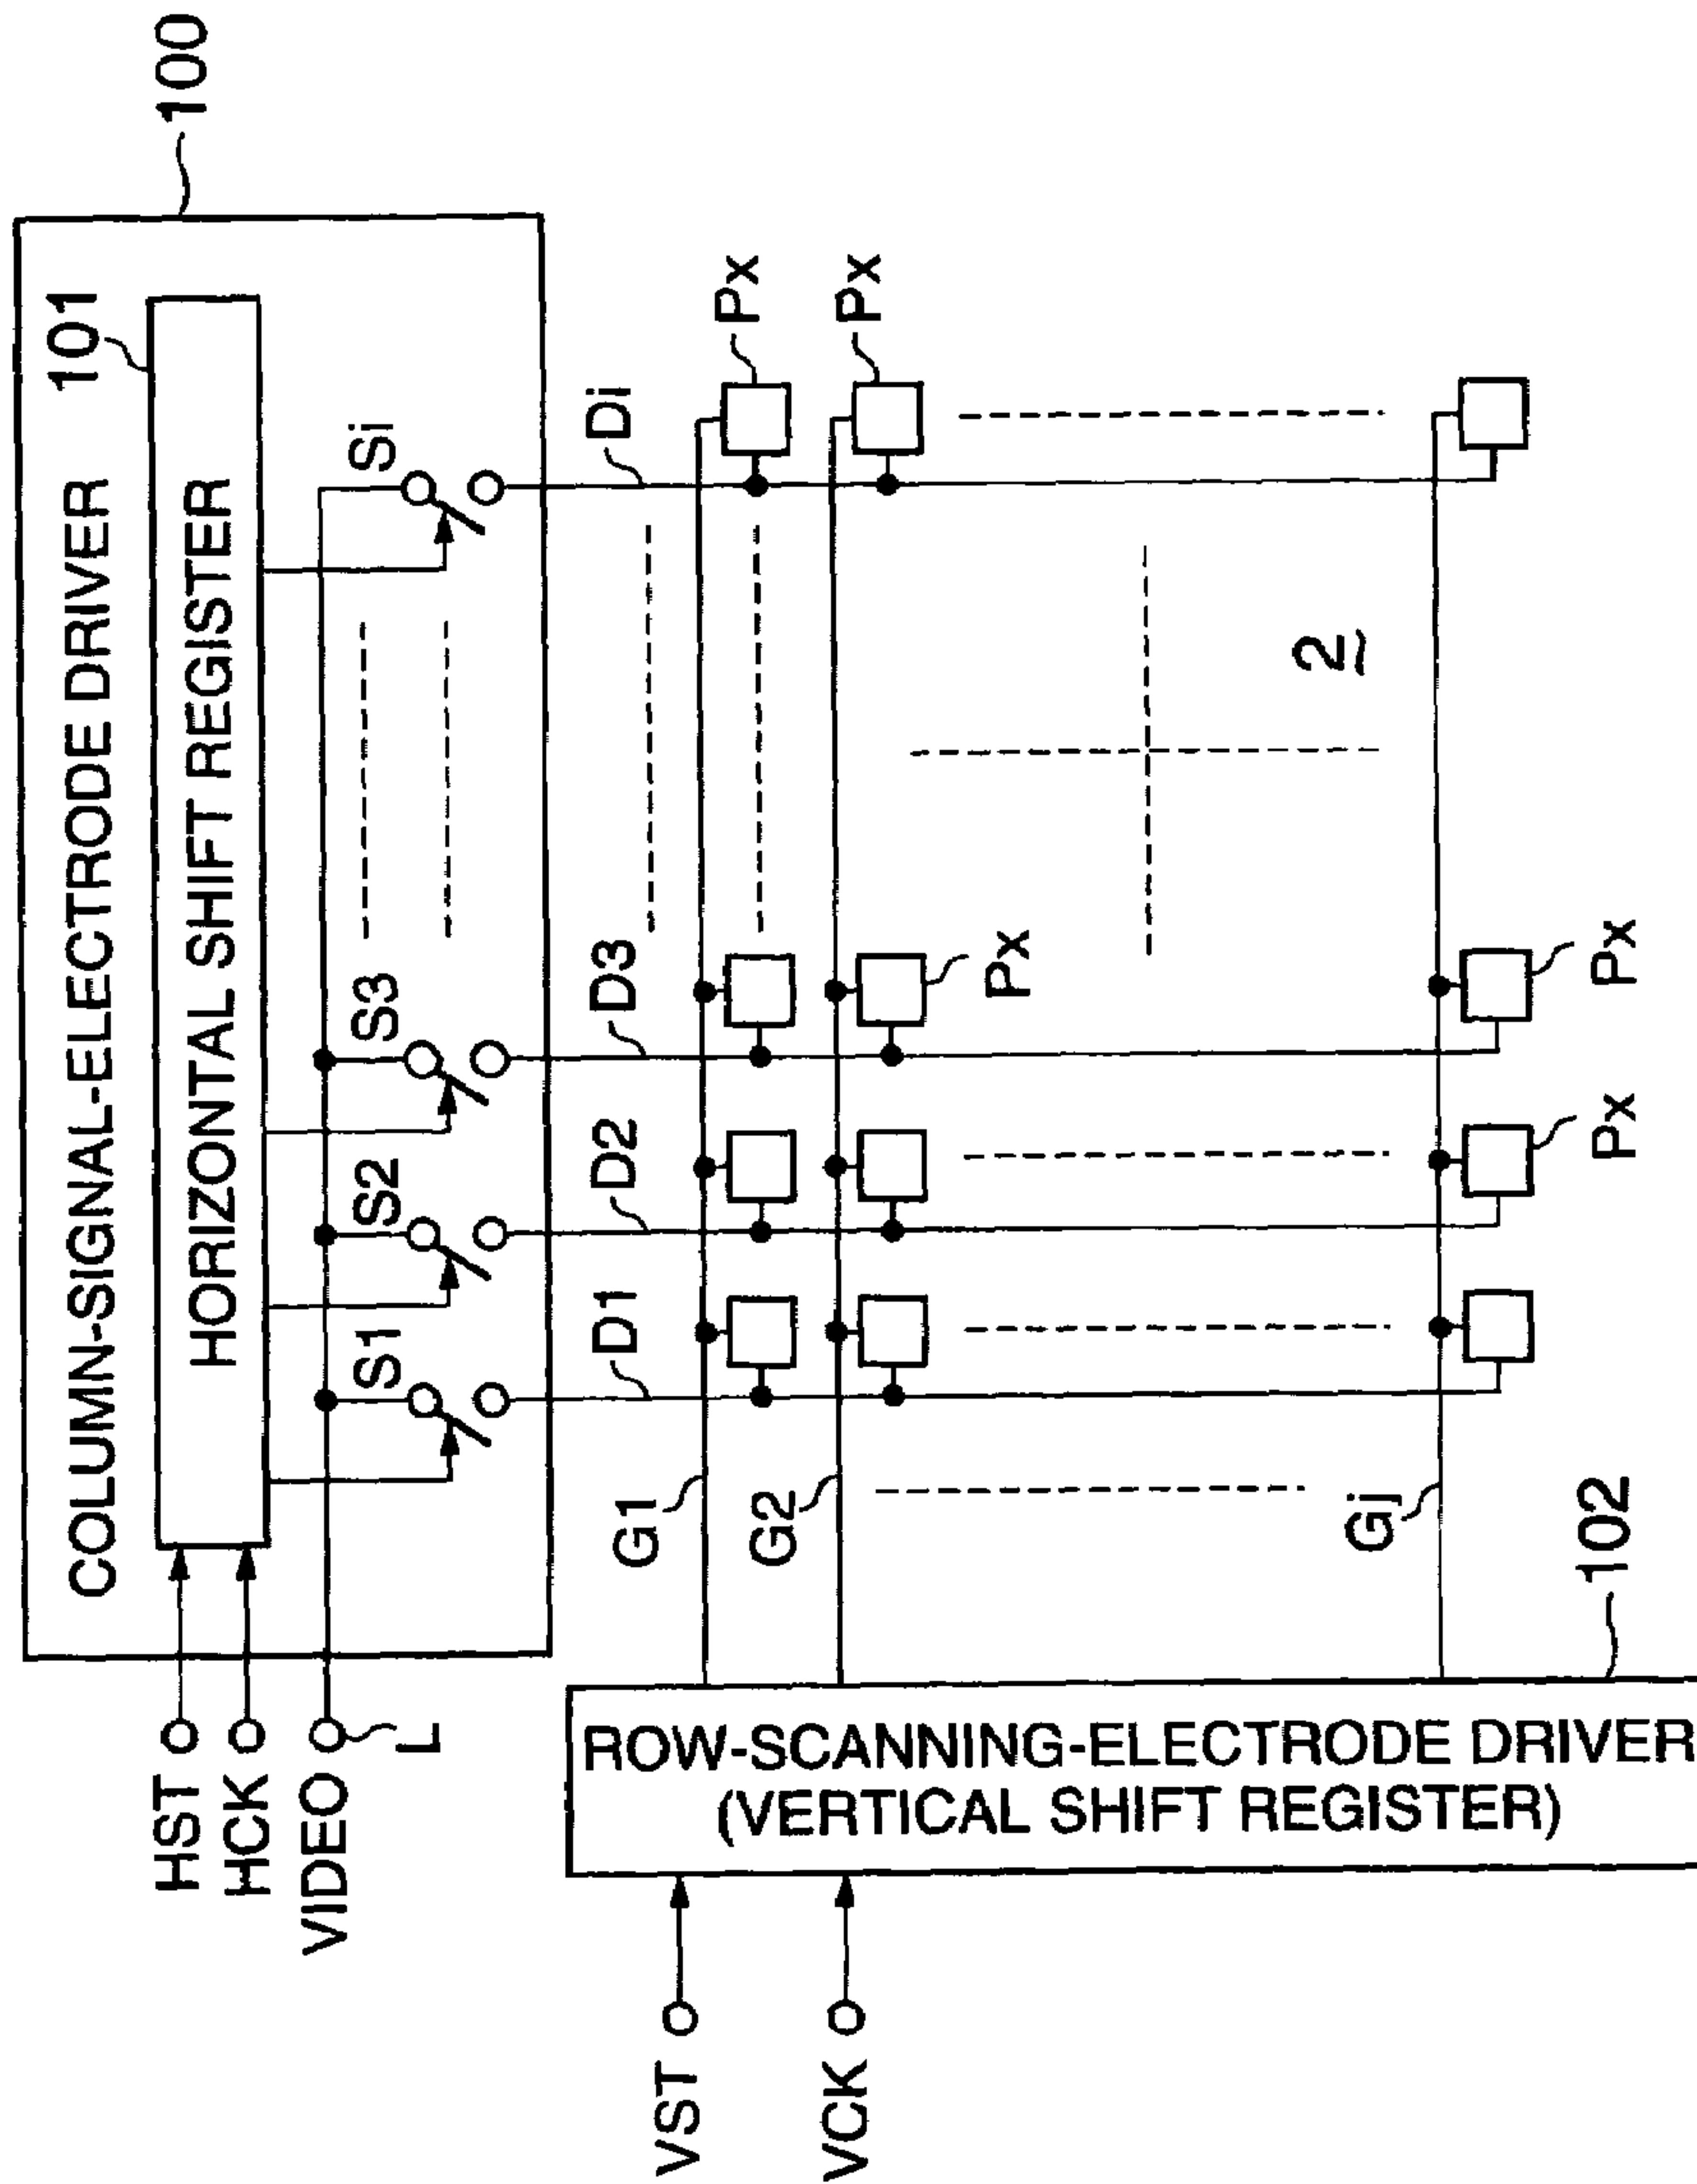 100
COLUMN-SIGNAL-ELECTRODE DRIVER
101
HORIZONTAL SHIFT REGISTER
HST
HCK
VIDEO
L
S1
S2
S3
Si
D1
D2
D3
Di
G1
Px
G2
Px
Px
2
Gj
Px
Px
102
ROW-SCANNING-ELECTRODE DRIVER
(VERTICAL SHIFT REGISTER)
VST
VCK